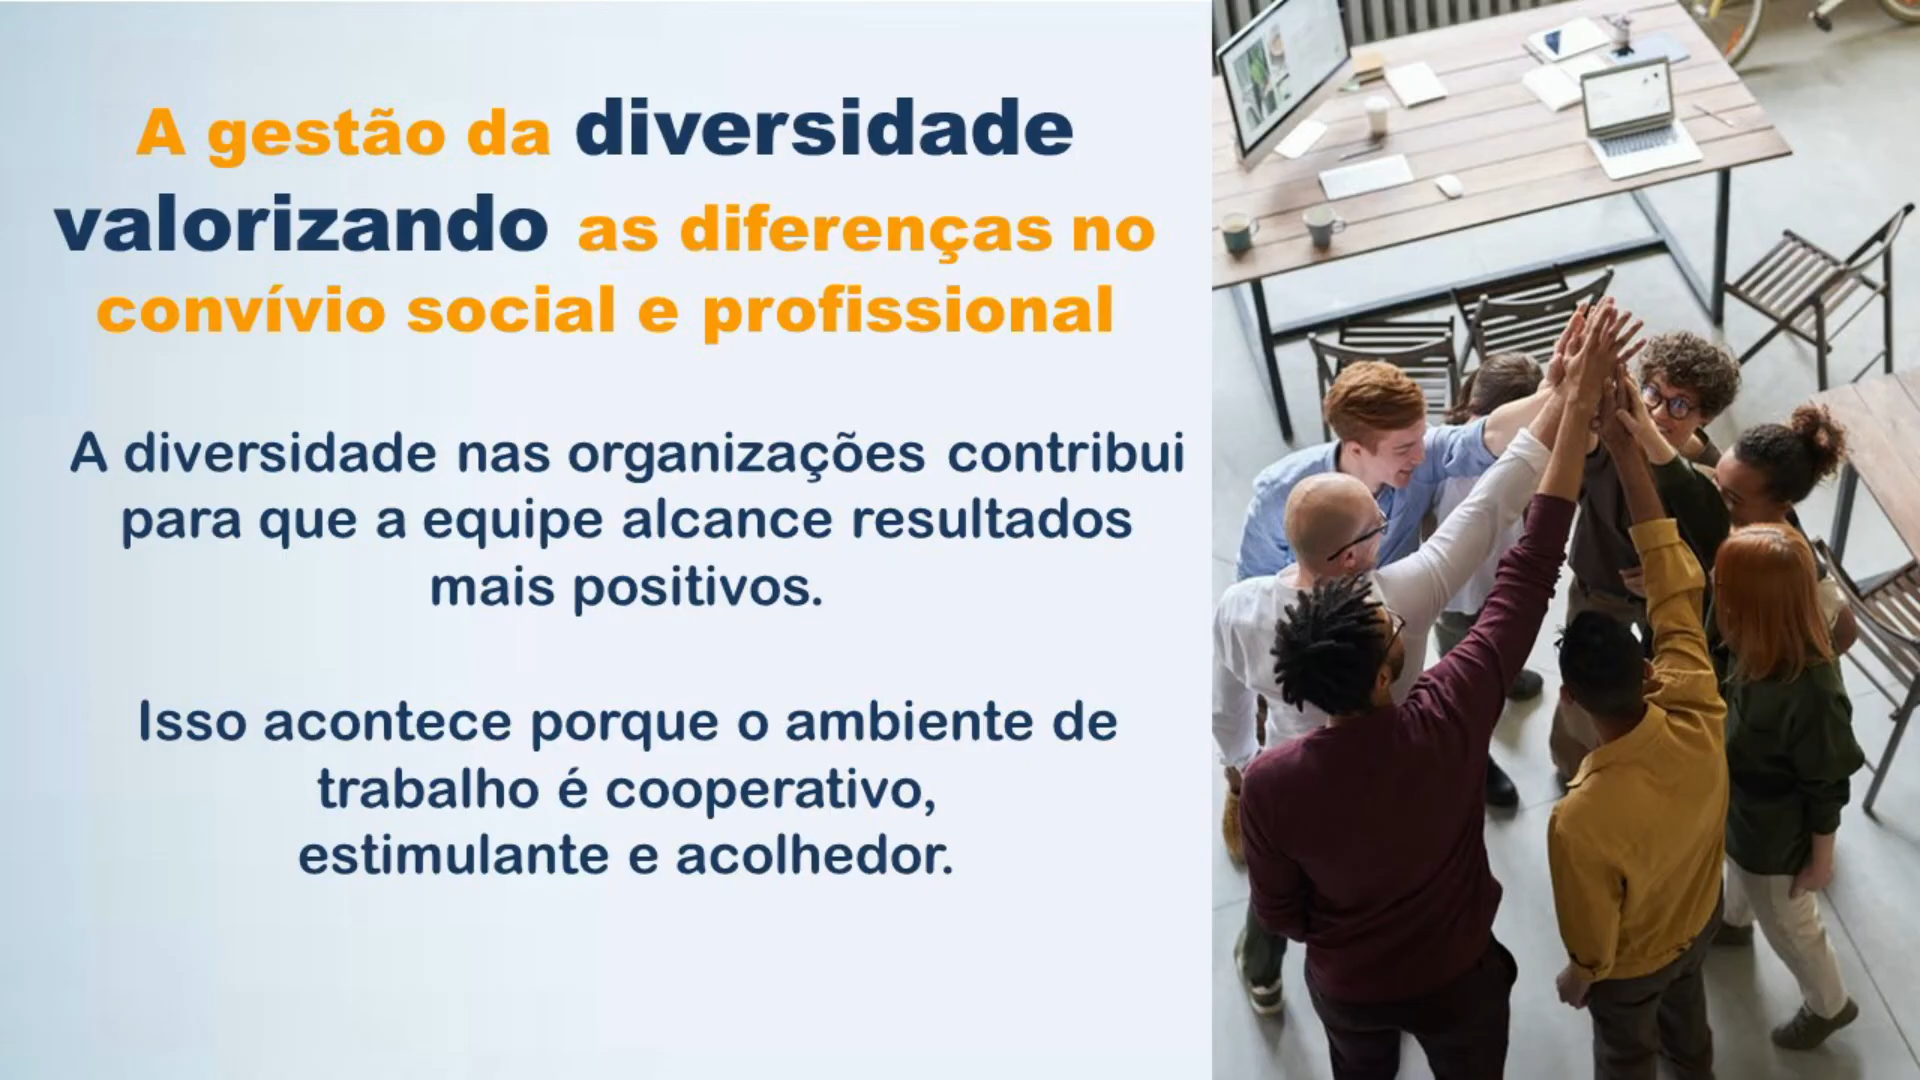 A gestão da diversidade
valorizando as diferenças no
convívio social e profissional
A diversidade nas organizações contribui
para que a equipe alcance resultados
mais positivos.
Isso acontece porque o ambiente de
trabalho é cooperativo,
estimulante e acolhedor.